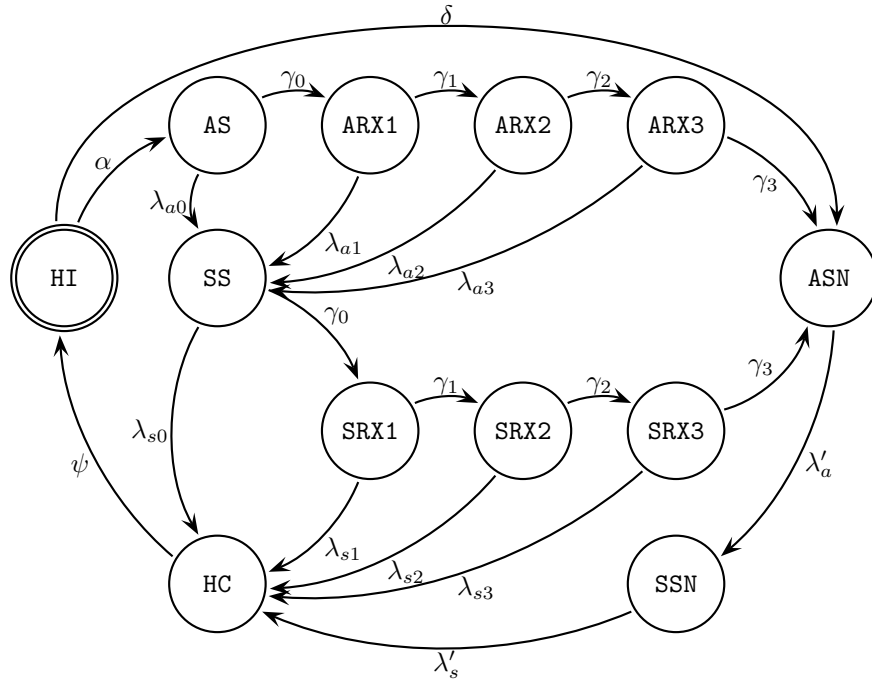 δ
γ₀ γ₁ γ₂
AS ARX1 ARX2 ARX3
α γ₃
λₐ₀
λₐ₁ λₐ₂ λₐ₃
HI SS ASN
γ₀
γ₁ γ₂ γ₃
SRX1 SRX2 SRX3
λₛ₀
ψ λ′ₐ
λₛ₁ λₛ₂ λₛ₃
HC SSN
λ′ₛ